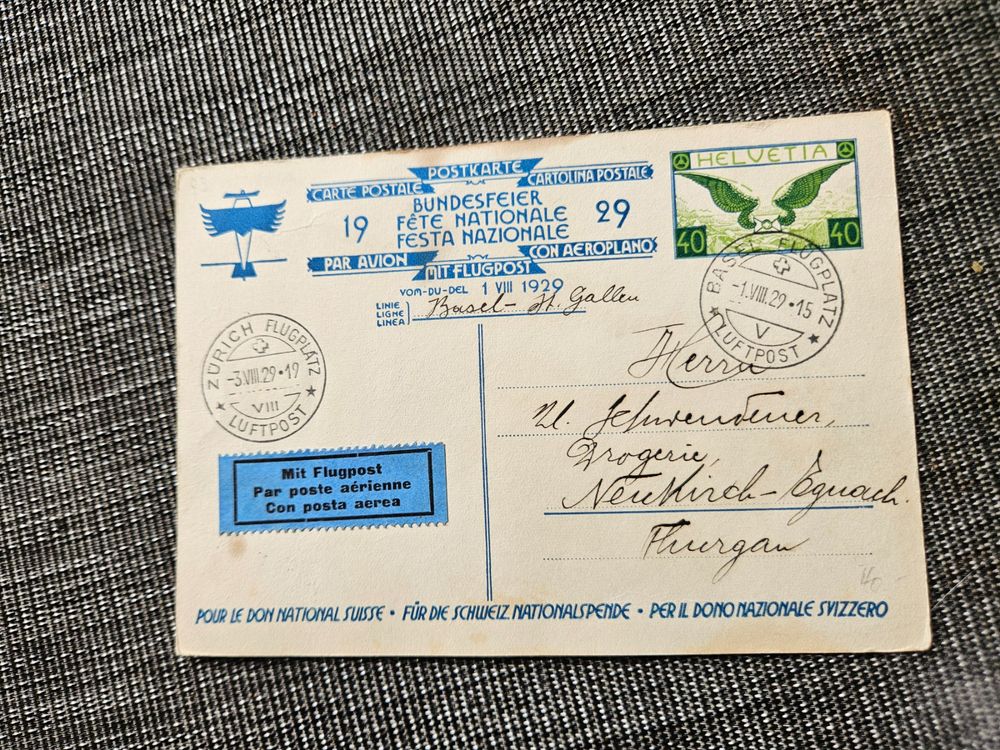 POSTKARTE
CARTE POSTALE
CARTOLINA POSTALE
19 BUNDESFEIER 29
FÊTE NATIONALE
FESTA NAZIONALE
PAR AVION
MIT FLUGPOST
CON AEROPLANO
VOM-DU-DEL 1 VIII 1929
LINIE
LIGNE
LINEA
Basel - St. Gallen
HELVETIA
40 40
BASEL FLUGPLATZ
-1.VIII.29•15
V
LUFTPOST
ZÜRICH FLUGPLATZ
-3.VIII.29•19
VIII
LUFTPOST
Mit Flugpost
Par poste aérienne
Con posta aerea
Herrn
Schwendener,
Drogerie,
Neukirch-Egnach.
Thurgau
POUR LE DON NATIONAL SUISSE • FÜR DIE SCHWEIZ. NATIONALSPENDE • PER IL DONO NAZIONALE SVIZZERO